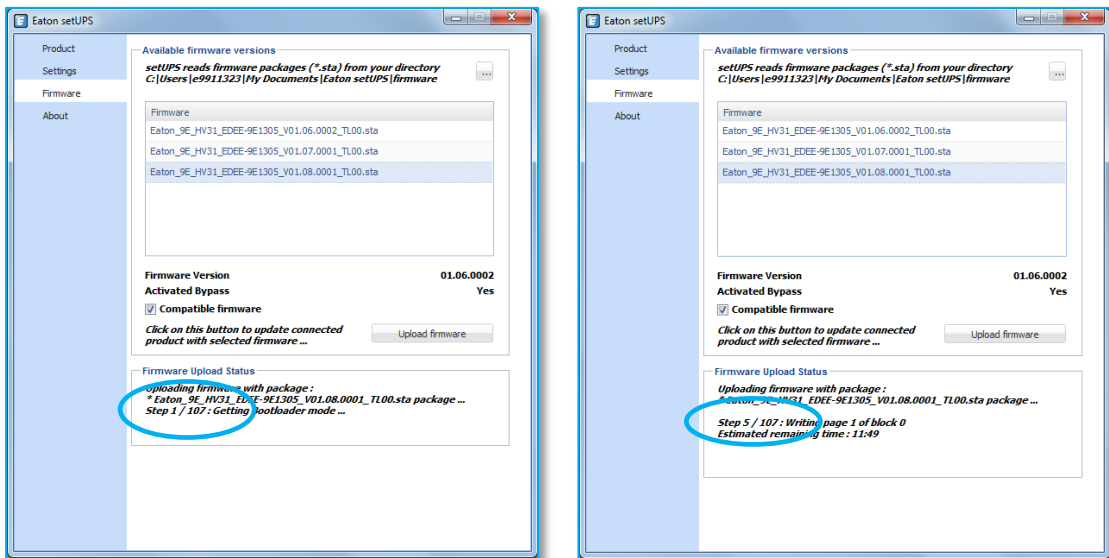 Eaton setUPS
Product
Settings
Firmware
About
Available firmware versions
setUPS reads firmware packages (*.sta) from your directory
C:\Users\e9911323\My Documents\Eaton setUPS\firmware
...
Firmware
Eaton_9E_HV31_EDEE-9E1305_V01.06.0002_TL00.sta
Eaton_9E_HV31_EDEE-9E1305_V01.07.0001_TL00.sta
Eaton_9E_HV31_EDEE-9E1305_V01.08.0001_TL00.sta
Firmware Version 01.06.0002
Activated Bypass Yes
Compatible firmware
Click on this button to update connected
product with selected firmware ...
Upload firmware
Firmware Upload Status
Uploading firmware with package :
* Eaton_9E_HV31_EDEE-9E1305_V01.08.0001_TL00.sta package ...
Step 1 / 107 : Getting Bootloader mode ...
Eaton setUPS
Product
Settings
Firmware
About
Available firmware versions
setUPS reads firmware packages (*.sta) from your directory
C:\Users\e9911323\My Documents\Eaton setUPS\firmware
...
Firmware
Eaton_9E_HV31_EDEE-9E1305_V01.06.0002_TL00.sta
Eaton_9E_HV31_EDEE-9E1305_V01.07.0001_TL00.sta
Eaton_9E_HV31_EDEE-9E1305_V01.08.0001_TL00.sta
Firmware Version 01.06.0002
Activated Bypass Yes
Compatible firmware
Click on this button to update connected
product with selected firmware ...
Upload firmware
Firmware Upload Status
Uploading firmware with package :
* Eaton_9E_HV31_EDEE-9E1305_V01.08.0001_TL00.sta package ...
Step 5 / 107 : Writing page 1 of block 0
Estimated remaining time : 11:49